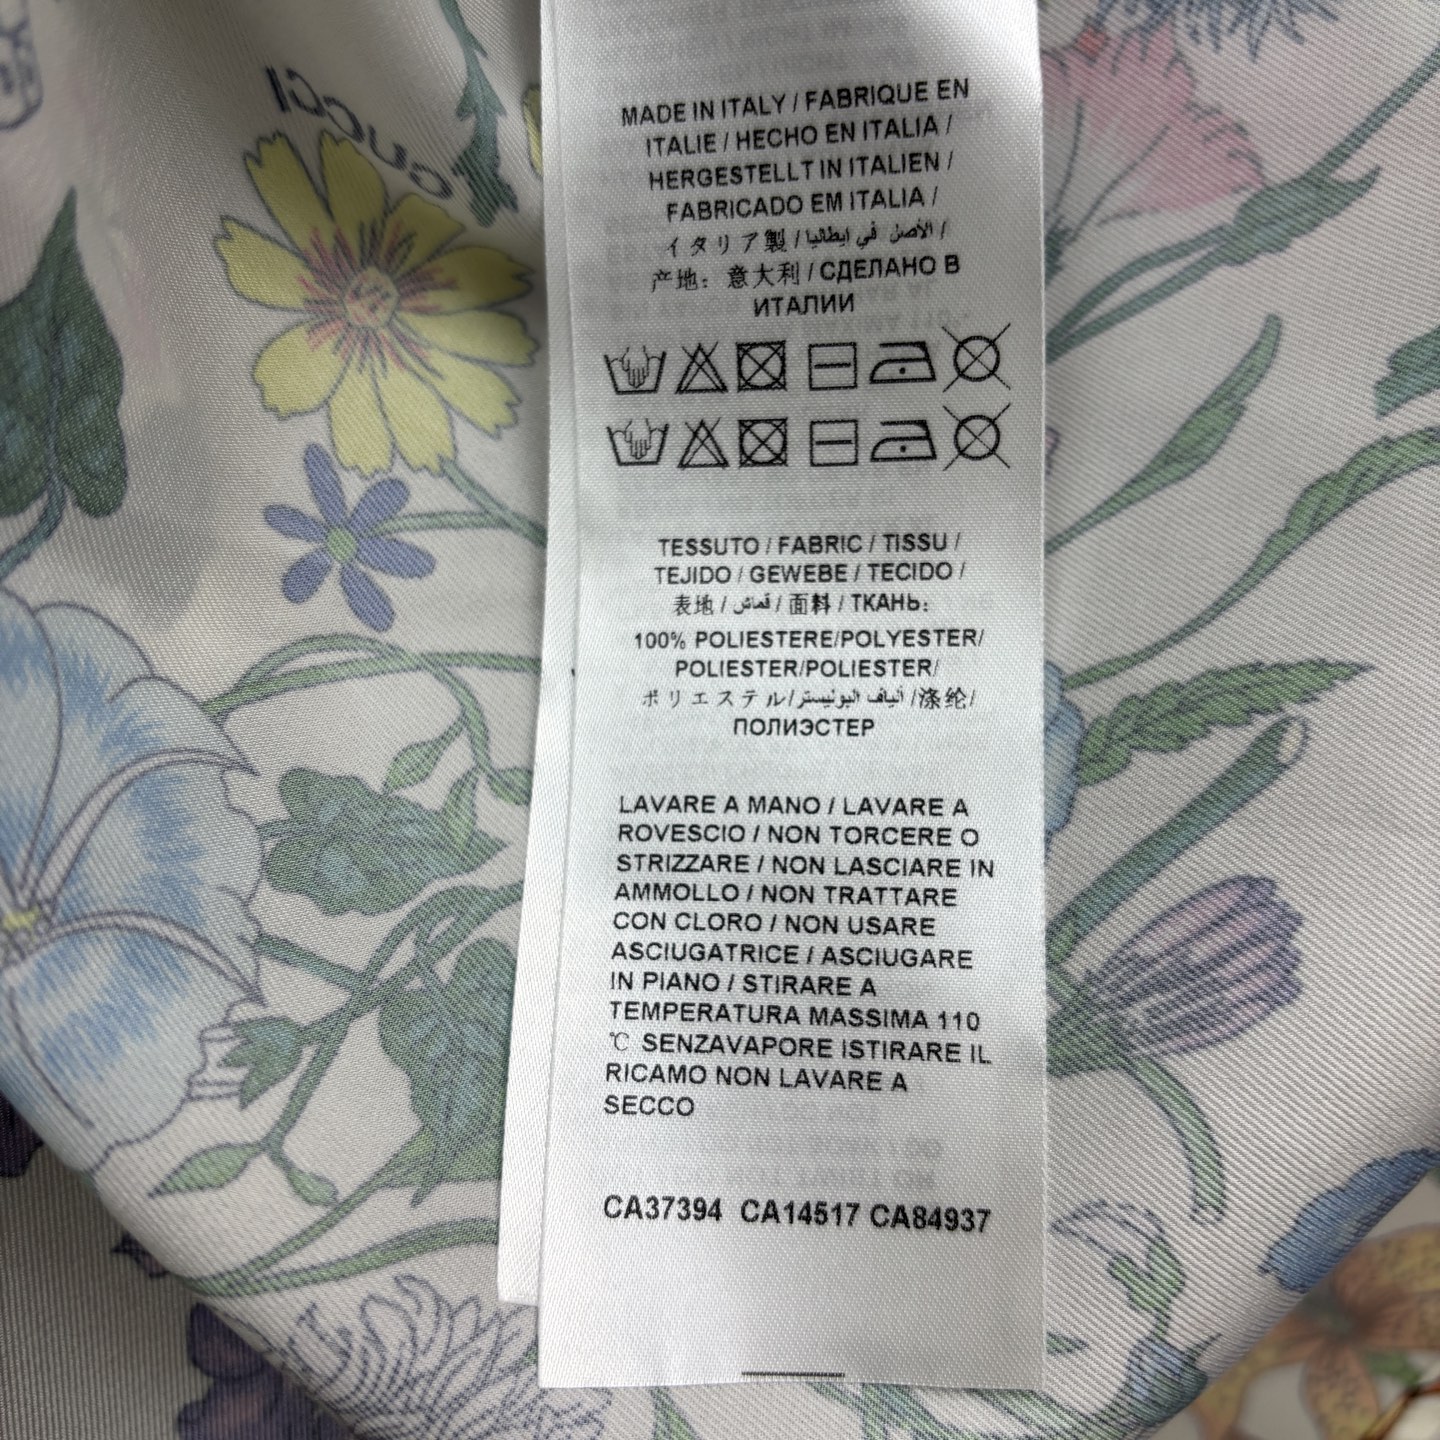 GUCCI
MADE IN ITALY / FABRIQUE EN
ITALIE / HECHO EN ITALIA /
HERGESTELLT IN ITALIEN /
FABRICADO EM ITALIA /
イタリア製 / الأصل في إيطاليا /
产地：意大利 / СДЕЛАНО В
ИТАЛИИ
TESSUTO / FABRIC / TISSU /
TEJIDO / GEWEBE / TECIDO /
表地 / قماش / 面料 / ТКАНЬ:
100% POLIESTERE/POLYESTER/
POLIESTER/POLIESTER/
ポリエステル/ألياف البوليستر/涤纶/
ПОЛИЭСТЕР
LAVARE A MANO / LAVARE A
ROVESCIO / NON TORCERE O
STRIZZARE / NON LASCIARE IN
AMMOLLO / NON TRATTARE
CON CLORO / NON USARE
ASCIUGATRICE / ASCIUGARE
IN PIANO / STIRARE A
TEMPERATURA MASSIMA 110
℃ SENZAVAPORE ISTIRARE IL
RICAMO NON LAVARE A
SECCO
CA37394 CA14517 CA84937